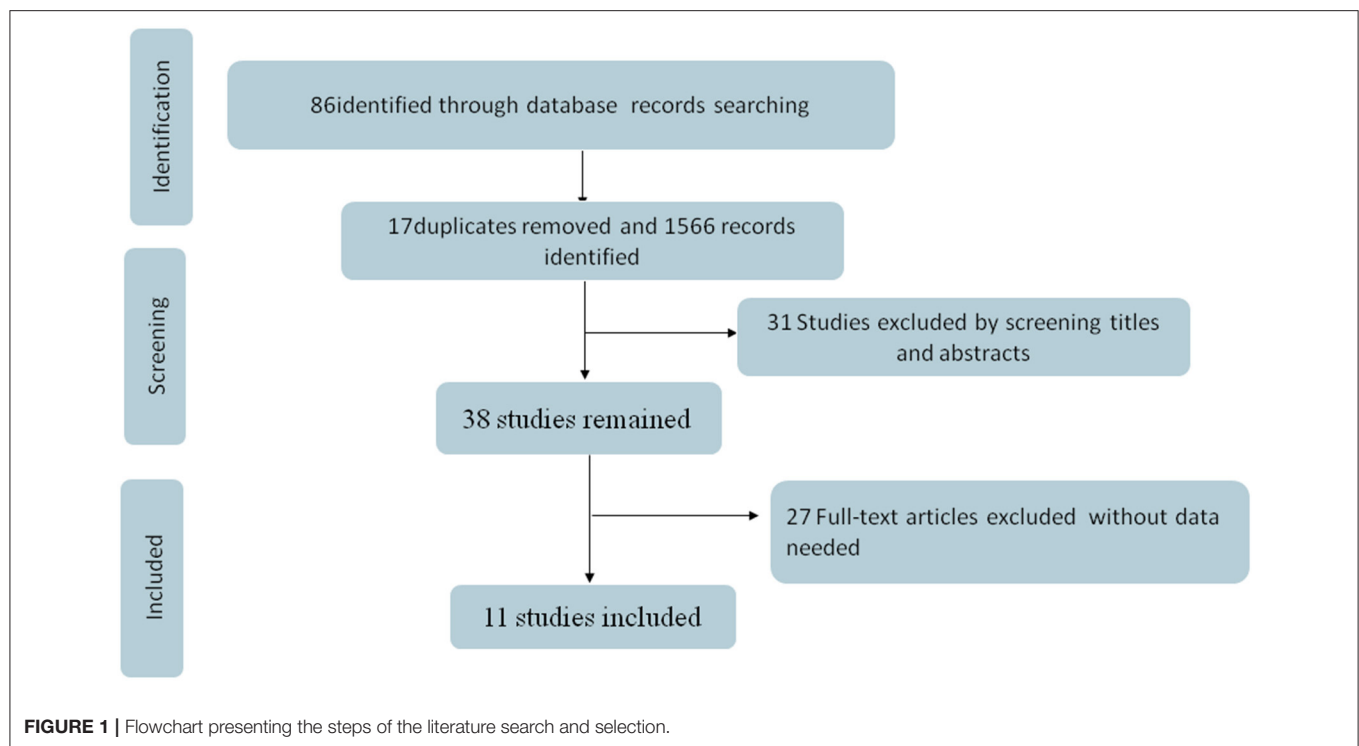 Identification
86identified through database records searching
17duplicates removed and 1566 records
identified
Screening
31 Studies excluded by screening titles
and abstracts
38 studies remained
27 Full-text articles excluded without data
needed
Included
11 studies included
FIGURE 1 | Flowchart presenting the steps of the literature search and selection.